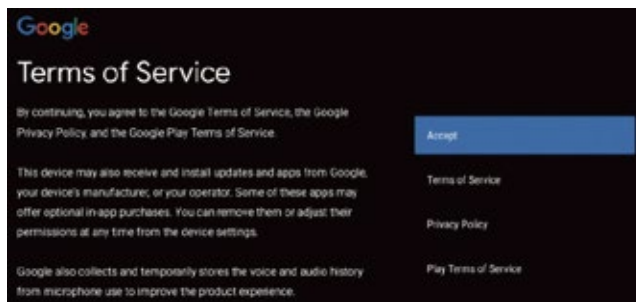 Google
Terms of Service
By continuing, you agree to the Google Terms of Service, the Google
Privacy Policy, and the Google Play Terms of Service.
This device may also receive and install updates and apps from Google,
your device's manufacturer, or your operator. Some of these apps may
offer optional in-app purchases. You can remove them or adjust their
permissions at any time from the device settings.
Google also collects and temporarily stores the voice and audio history
from microphone use to improve the product experience.
Accept
Terms of Service
Privacy Policy
Play Terms of Service